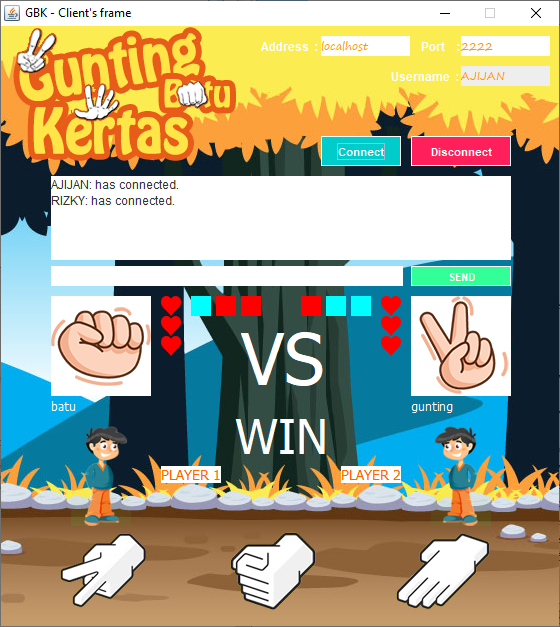 GBK - Client's frame
Gunting
Batu
Kertas
Address : localhost Port : 2222
Username : AJIJAN
Connect Disconnect
AJIJAN: has connected.
RIZKY: has connected.
SEND
VS
batu gunting
WIN
PLAYER 1 PLAYER 2